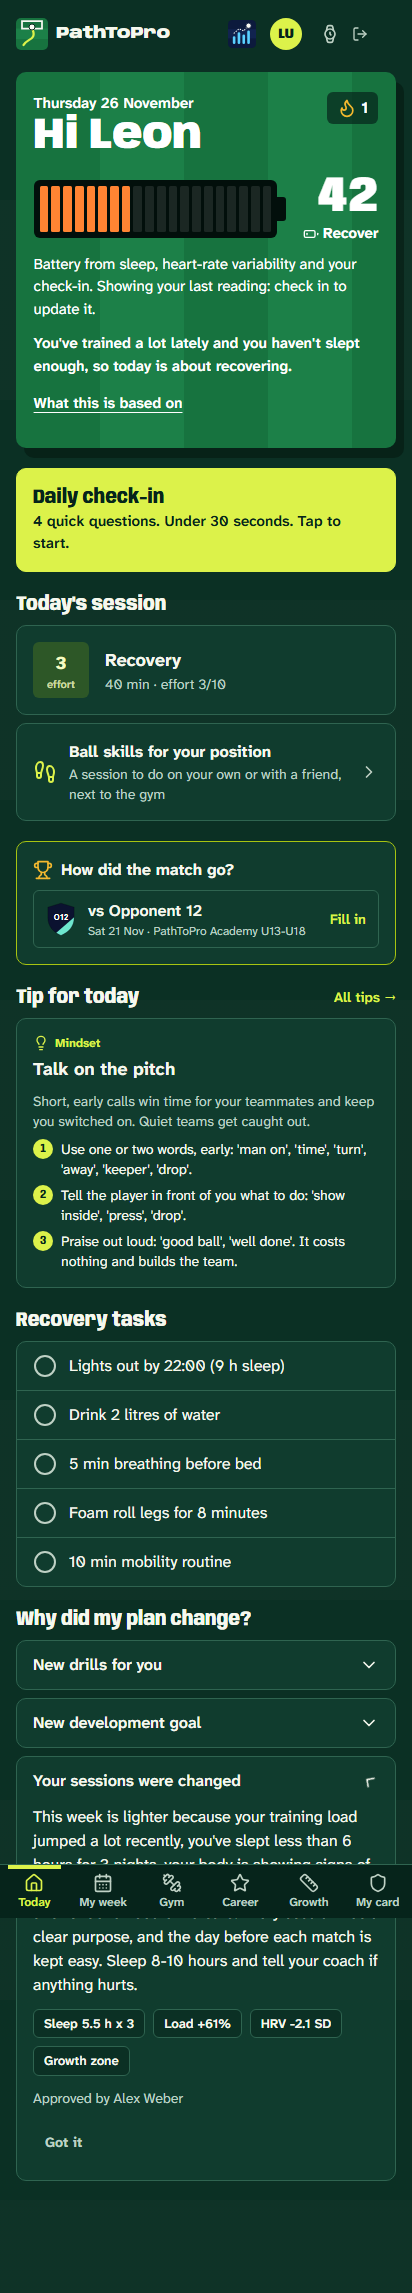 PathToPro
LU
Thursday 26 November
1
Hi Leon
42
Recover
Battery from sleep, heart-rate variability and your
check-in. Showing your last reading: check in to
update it.
You've trained a lot lately and you haven't slept
enough, so today is about recovering.
What this is based on
Daily check-in
4 quick questions. Under 30 seconds. Tap to
start.
Today's session
3
effort
Recovery
40 min · effort 3/10
Ball skills for your position
A session to do on your own or with a friend,
next to the gym
How did the match go?
O12
vs Opponent 12
Sat 21 Nov · PathToPro Academy U13-U18
Fill in
Tip for today
All tips →
Mindset
Talk on the pitch
Short, early calls win time for your teammates and keep
you switched on. Quiet teams get caught out.
1 Use one or two words, early: 'man on', 'time', 'turn',
'away', 'keeper', 'drop'.
2 Tell the player in front of you what to do: 'show
inside', 'press', 'drop'.
3 Praise out loud: 'good ball', 'well done'. It costs
nothing and builds the team.
Recovery tasks
Lights out by 22:00 (9 h sleep)
Drink 2 litres of water
5 min breathing before bed
Foam roll legs for 8 minutes
10 min mobility routine
Why did my plan change?
New drills for you
New development goal
Your sessions were changed
This week is lighter because your training load
jumped a lot recently, you've slept less than 6
hours for 3 nights, your body is showing signs of
Today
My week
Gym
Career
Growth
My card
clear purpose, and the day before each match is
kept easy. Sleep 8-10 hours and tell your coach if
anything hurts.
Sleep 5.5 h x 3
Load +61%
HRV -2.1 SD
Growth zone
Approved by Alex Weber
Got it